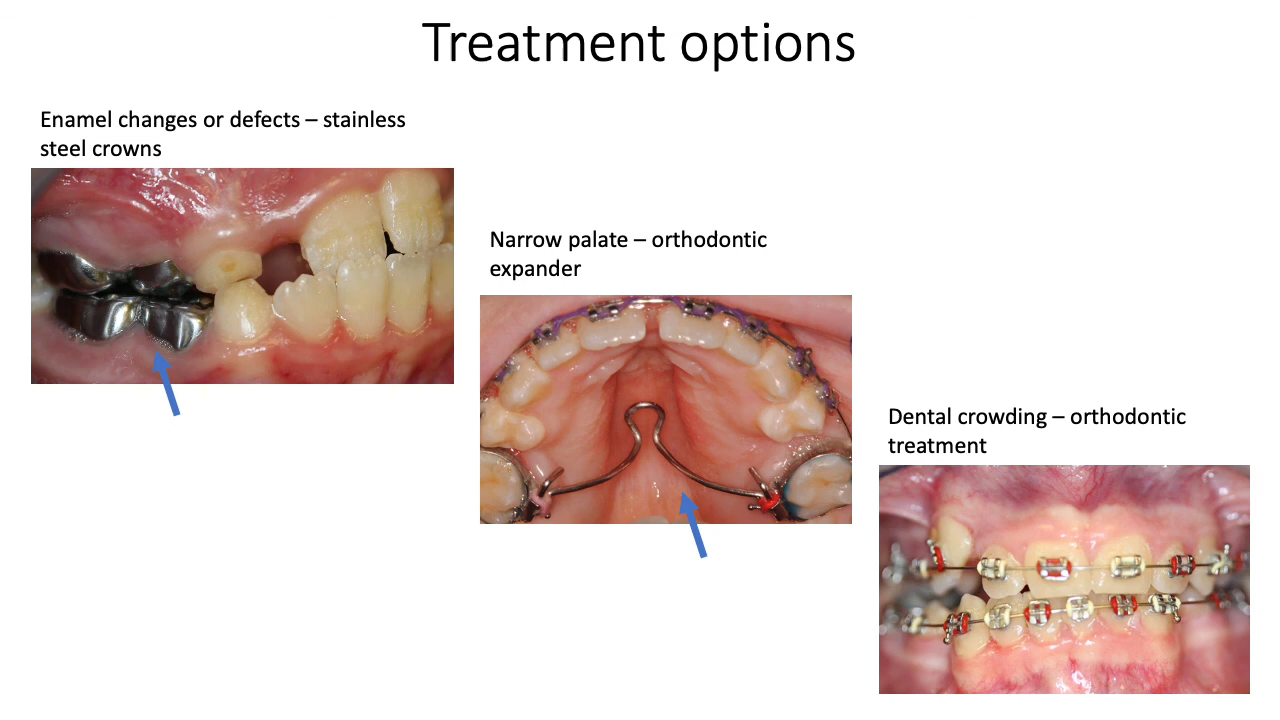 Treatment options
Enamel changes or defects – stainless
steel crowns
Narrow palate – orthodontic
expander
Dental crowding – orthodontic
treatment